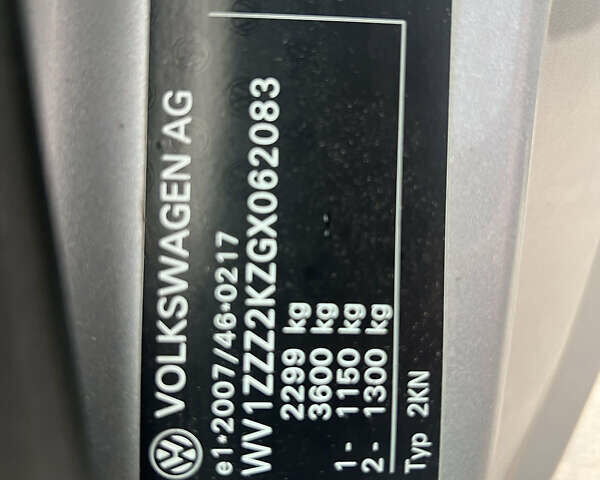 VOLKSWAGEN AG
e1*2007/46*0217
WV1ZZZ2KZGX062083
2299 kg
3600 kg
1- 1150 kg
2- 1300 kg
Typ 2KN